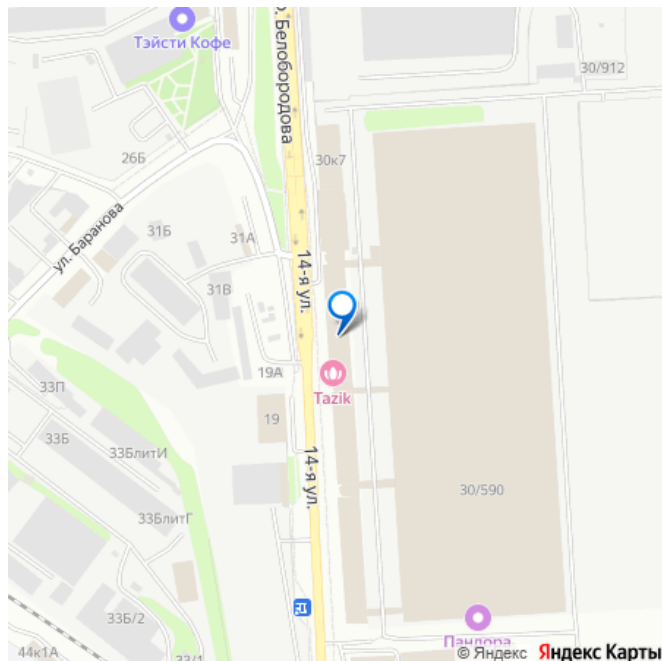 Тэйсти Кофе
Белобородова
30/912
30к7
26Б
ул. Баранова
31Б
31А
14-я ул.
31В
19А
Tazik
33П
19
33Б
33БлитИ
14-я ул.
30/590
33БлитГ
33Б/2
Пандора
44к1А
33/1
© Яндекс Яндекс Карты